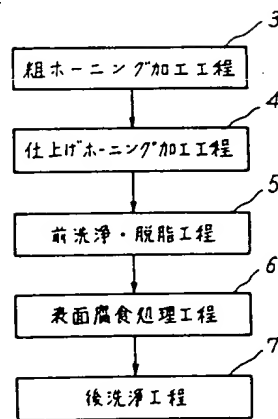 3
粗ホーニング加工工程
4
仕上げホーニング加工工程
5
前洗浄・脱脂工程
6
表面腐食処理工程
7
後洗浄工程